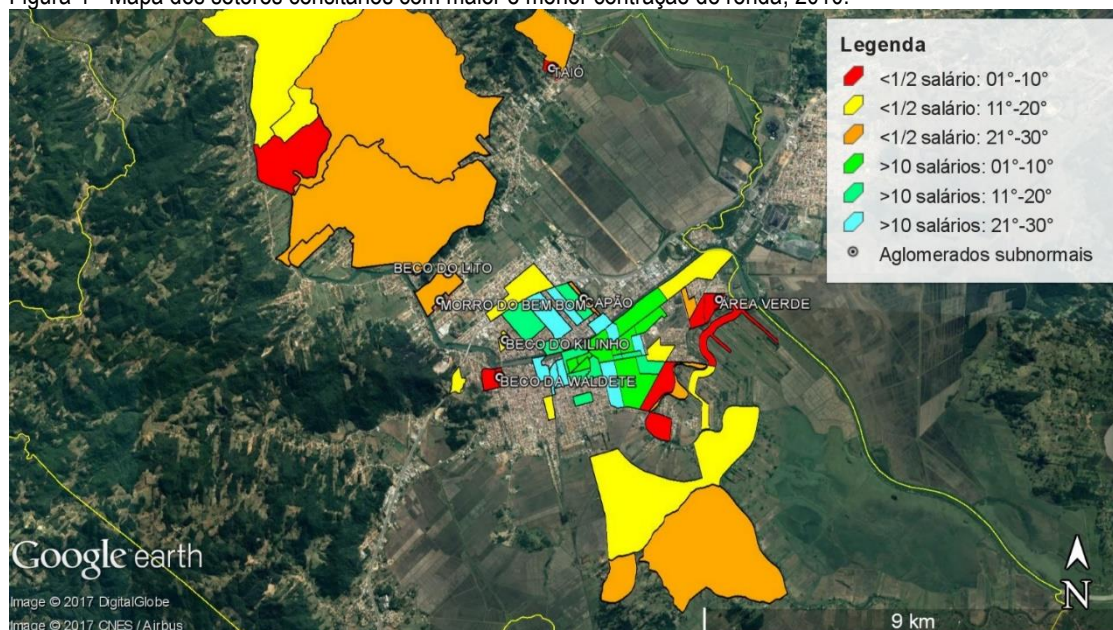 Figura 1 - Mapa dos setores censitários com maior e menor contração de renda, 2010.
Legenda
<1/2 salário: 01°-10°
<1/2 salário: 11°-20°
<1/2 salário: 21°-30°
>10 salários: 01°-10°
>10 salários: 11°-20°
>10 salários: 21°-30°
Aglomerados subnormais
TAIÓ
BECO DO LITO
MORRO DO BEM BOM
CAPÃO
ÁREA VERDE
BECO DO KILINHO
BECO DA WALDETE
Google earth
Image © 2017 DigitalGlobe
Image © 2017 CNES / Airbus
9 km
N